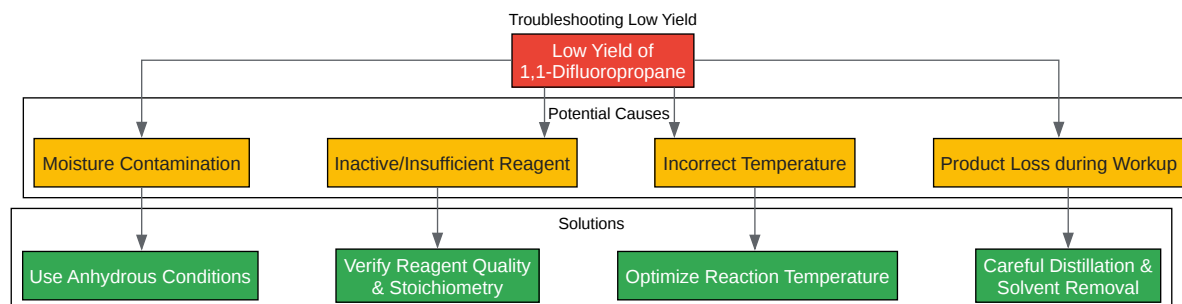 Troubleshooting Low Yield
Low Yield of
1,1-Difluoropropane
Potential Causes
Moisture Contamination
Inactive/Insufficient Reagent
Incorrect Temperature
Product Loss during Workup
Solutions
Use Anhydrous Conditions
Verify Reagent Quality
& Stoichiometry
Optimize Reaction Temperature
Careful Distillation &
Solvent Removal